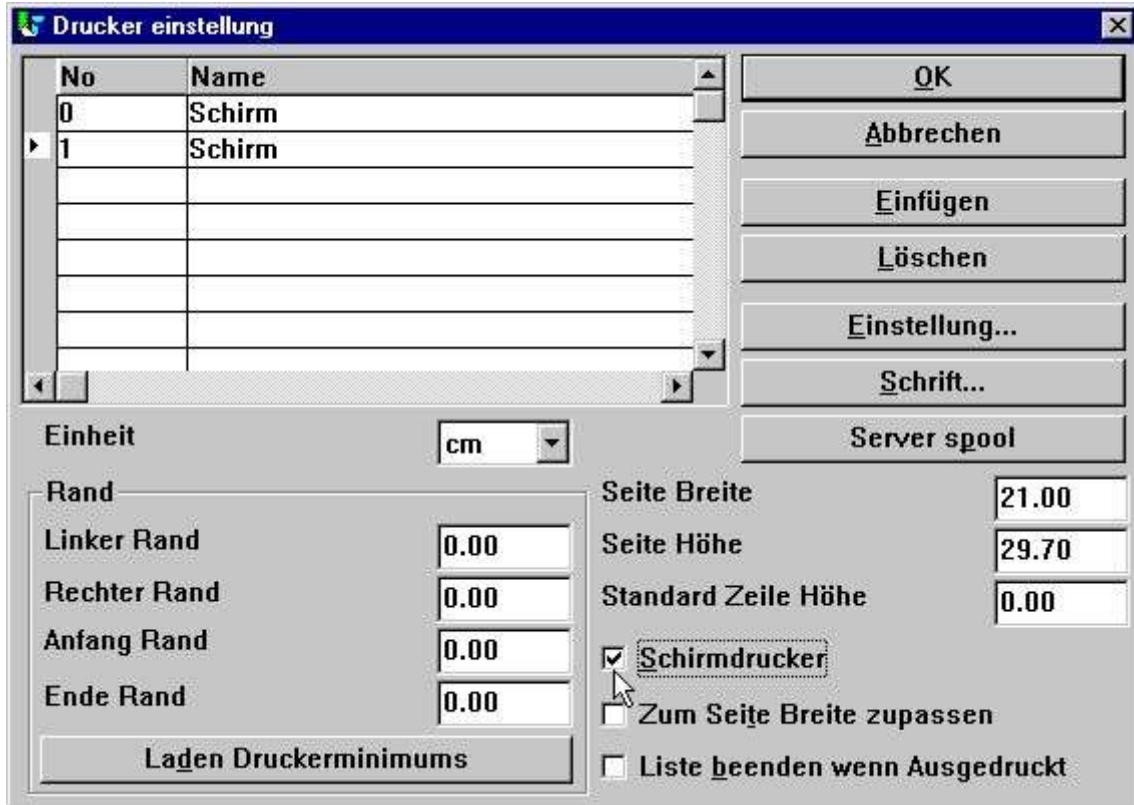 Drucker einstellung
No Name
0 Schirm
1 Schirm
OK
Abbrechen
Einfügen
Löschen
Einstellung...
Schrift...
Server spool
Einheit cm
Rand
Linker Rand 0.00
Rechter Rand 0.00
Anfang Rand 0.00
Ende Rand 0.00
Laden Druckerminimums
Seite Breite 21.00
Seite Höhe 29.70
Standard Zeile Höhe 0.00
Schirmdrucker
Zum Seite Breite zupassen
Liste beenden wenn Ausgedruckt